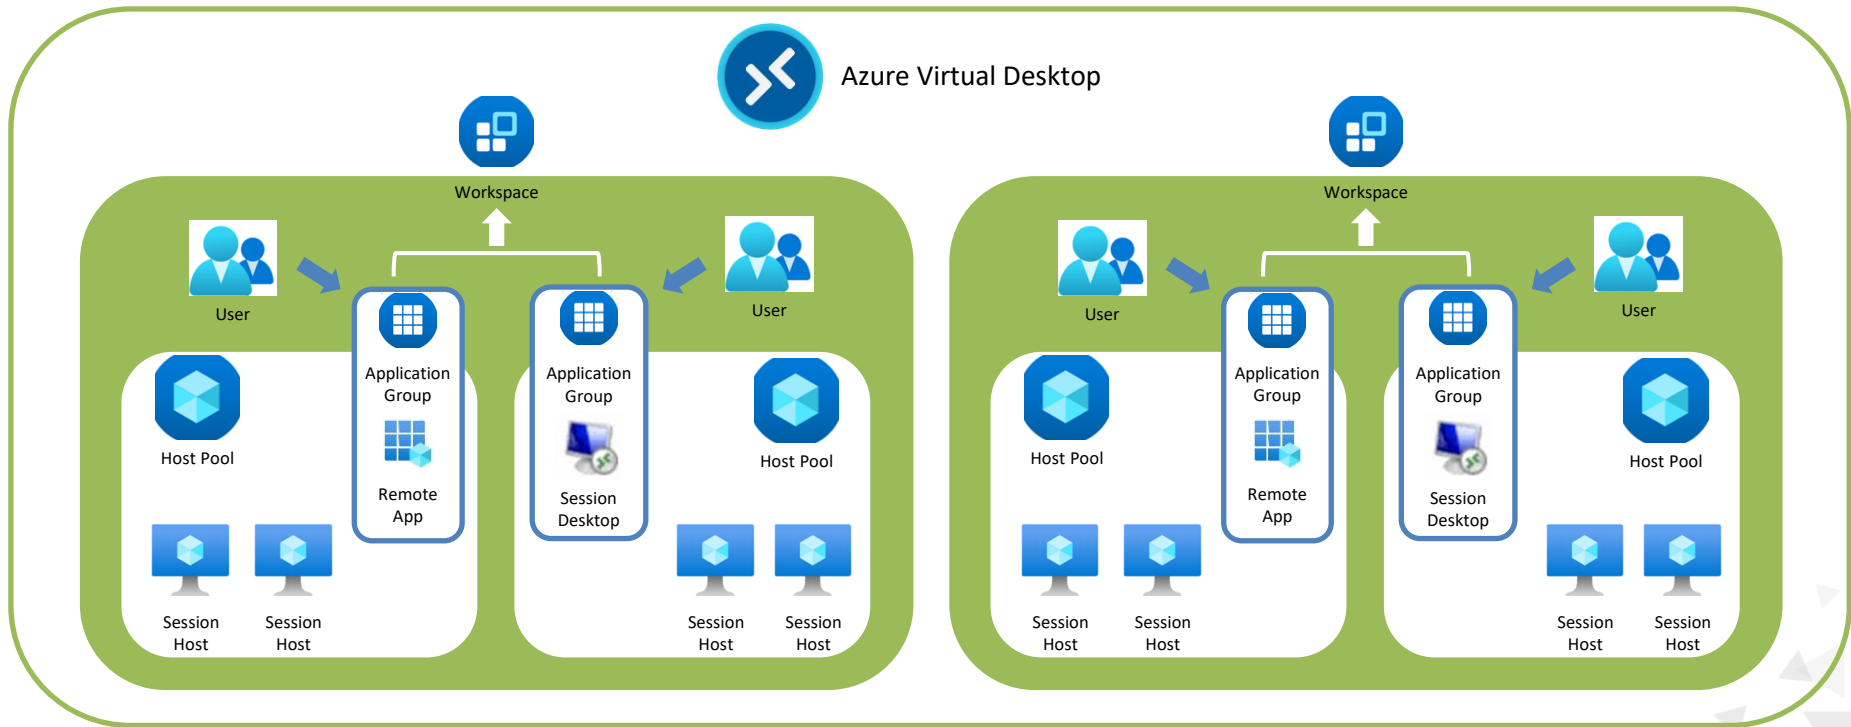 Azure Virtual Desktop
Workspace
User
User
Application
Group
Remote
App
Application
Group
Session
Desktop
Host Pool
Host Pool
Session
Host
Session
Host
Session
Host
Session
Host
Workspace
User
User
Application
Group
Remote
App
Application
Group
Session
Desktop
Host Pool
Host Pool
Session
Host
Session
Host
Session
Host
Session
Host